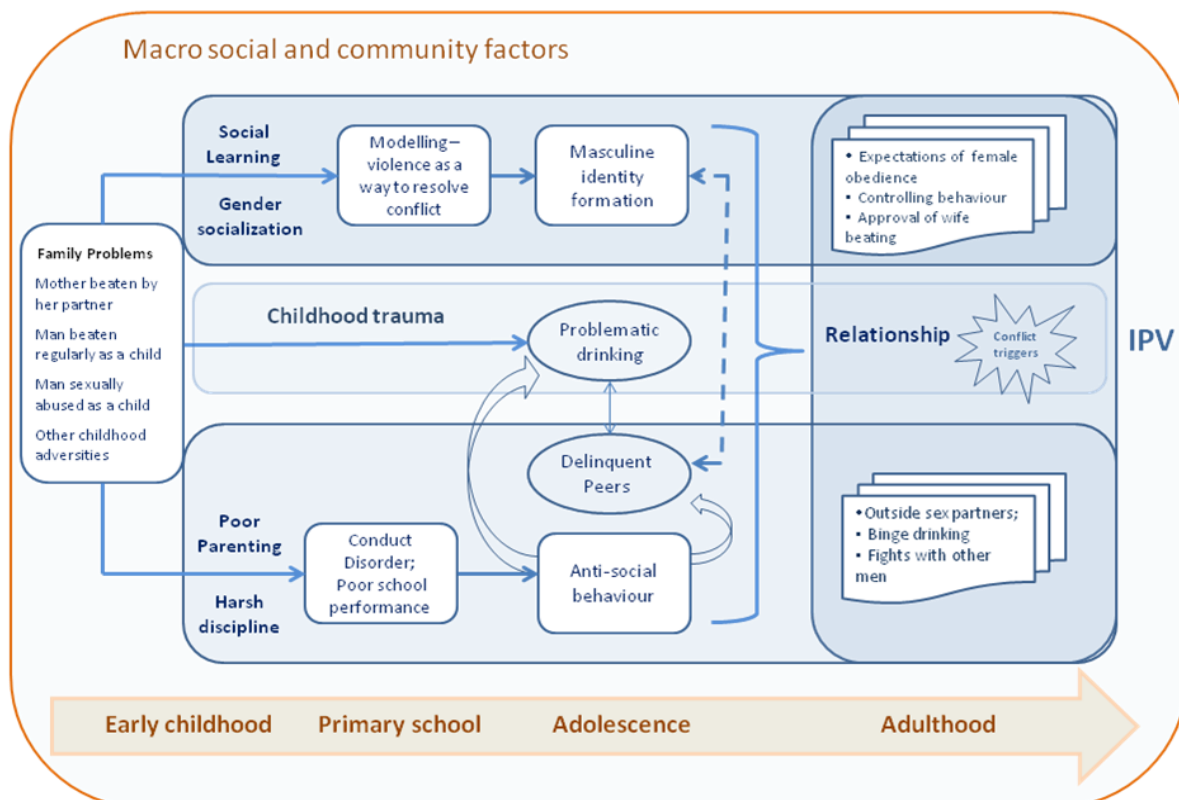 Macro social and community factors
Social
Learning
Gender
socialization
Modelling—
violence as a
way to resolve
conflict
Masculine
identity
formation
• Expectations of female
obedience
• Controlling behaviour
• Approval of wife
beating
Family Problems
Mother beaten by
her partner
Man beaten
regularly as a child
Man sexually
abused as a child
Other childhood
adversities
Childhood trauma
Problematic
drinking
Relationship
Conflict
triggers
IPV
Delinquent
Peers
Poor
Parenting
Harsh
discipline
Conduct
Disorder;
Poor school
performance
Anti-social
behaviour
•Outside sex partners;
• Binge drinking
• Fights with other
men
Early childhood
Primary school
Adolescence
Adulthood